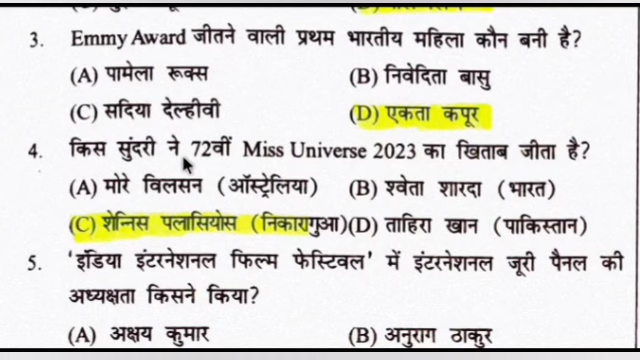 3. Emmy Award जीतने वाली प्रथम भारतीय महिला कौन बनी है?
(A) पामेला रूक्स (B) निवेदिता बासु
(C) सदिया देल्हीवी (D) एकता कपूर
4. किस सुंदरी ने 72वीं Miss Universe 2023 का खिताब जीता है?
(A) मोरे विलसन (ऑस्ट्रेलिया) (B) श्वेता शारदा (भारत)
(C) शेन्निस पलासियोस (निकारागुआ)(D) ताहिरा खान (पाकिस्तान)
5. 'इंडिया इंटरनेशनल फिल्म फेस्टिवल' में इंटरनेशनल जूरी पैनल की
अध्यक्षता किसने किया?
(A) अक्षय कुमार (B) अनुराग ठाकुर